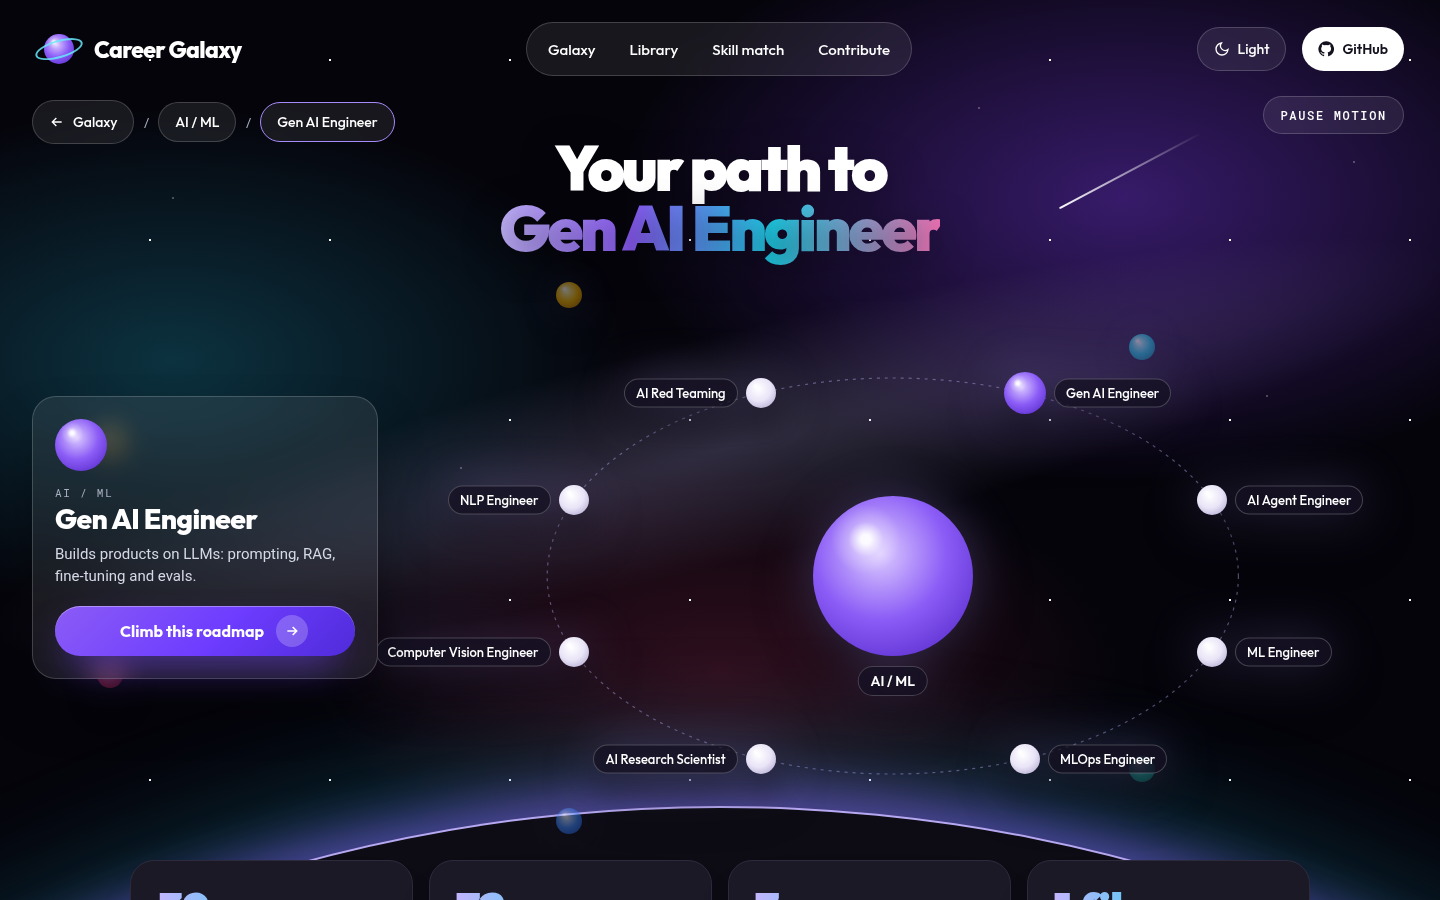 Career Galaxy
Galaxy Library Skill match Contribute
Light
GitHub
Galaxy / AI / ML / Gen AI Engineer
PAUSE MOTION
Your path to
Gen AI Engineer
AI Red Teaming
Gen AI Engineer
NLP Engineer
AI Agent Engineer
AI / ML
Gen AI Engineer
Builds products on LLMs: prompting, RAG,
fine-tuning and evals.
Climb this roadmap
Computer Vision Engineer
ML Engineer
AI / ML
AI Research Scientist
MLOps Engineer